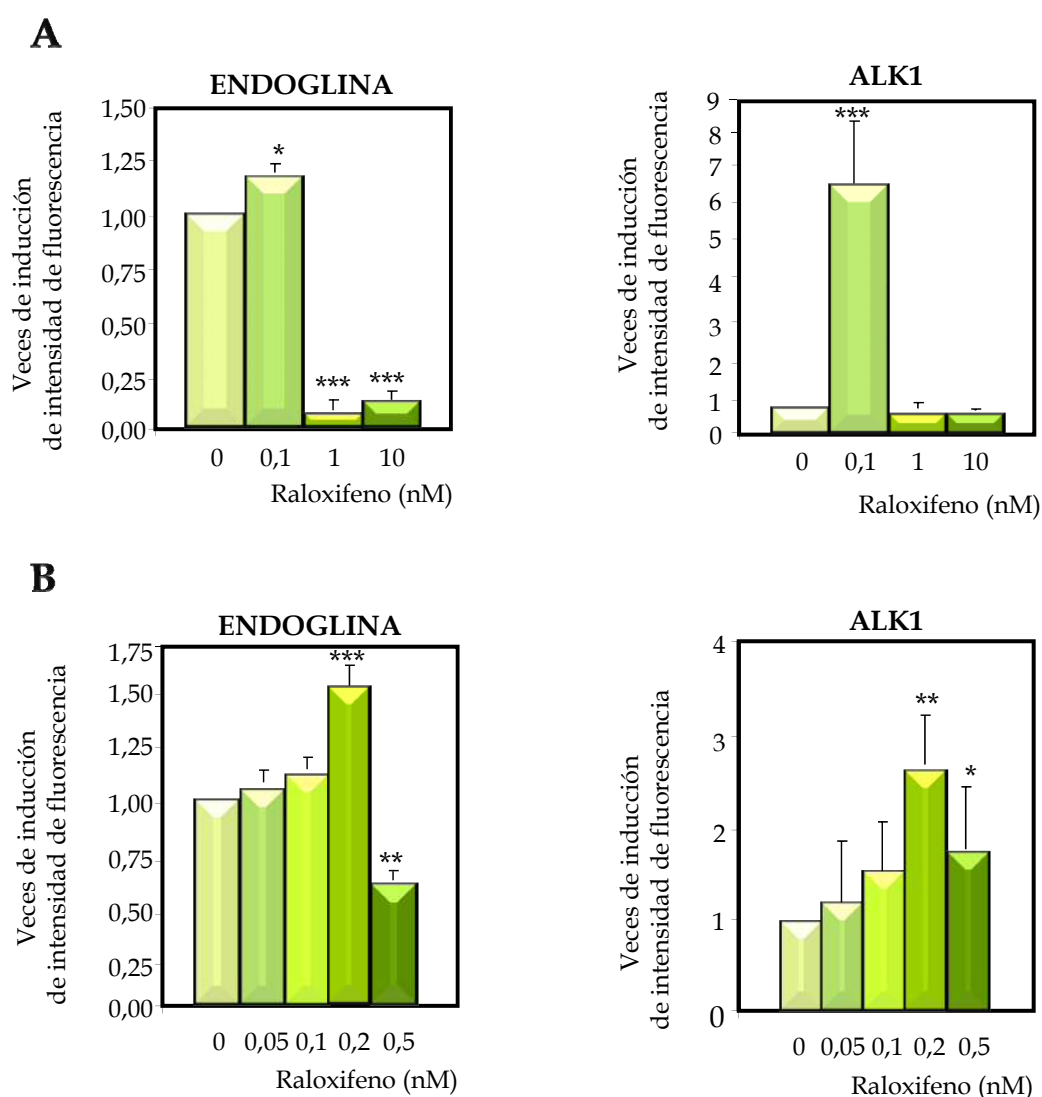 A
ENDOGLINA
Veces de inducción
de intensidad de fluorescencia
1,50
1,25
1,00
0,75
0,50
0,25
0,00
*
***
***
0 0,1 1 10
Raloxifeno (nM)
ALK1
Veces de inducción
de intensidad de fluorescencia
9
8
7
6
5
4
3
2
1
0
***
0 0,1 1 10
Raloxifeno (nM)
B
ENDOGLINA
Veces de inducción
de intensidad de fluorescencia
1,75
1,50
1,25
1,00
0,75
0,50
0,25
0,00
***
**
0 0,05 0,1 0,2 0,5
Raloxifeno (nM)
ALK1
Veces de inducción
de intensidad de fluorescencia
4
3
2
1
0
**
*
0 0,05 0,1 0,2 0,5
Raloxifeno (nM)